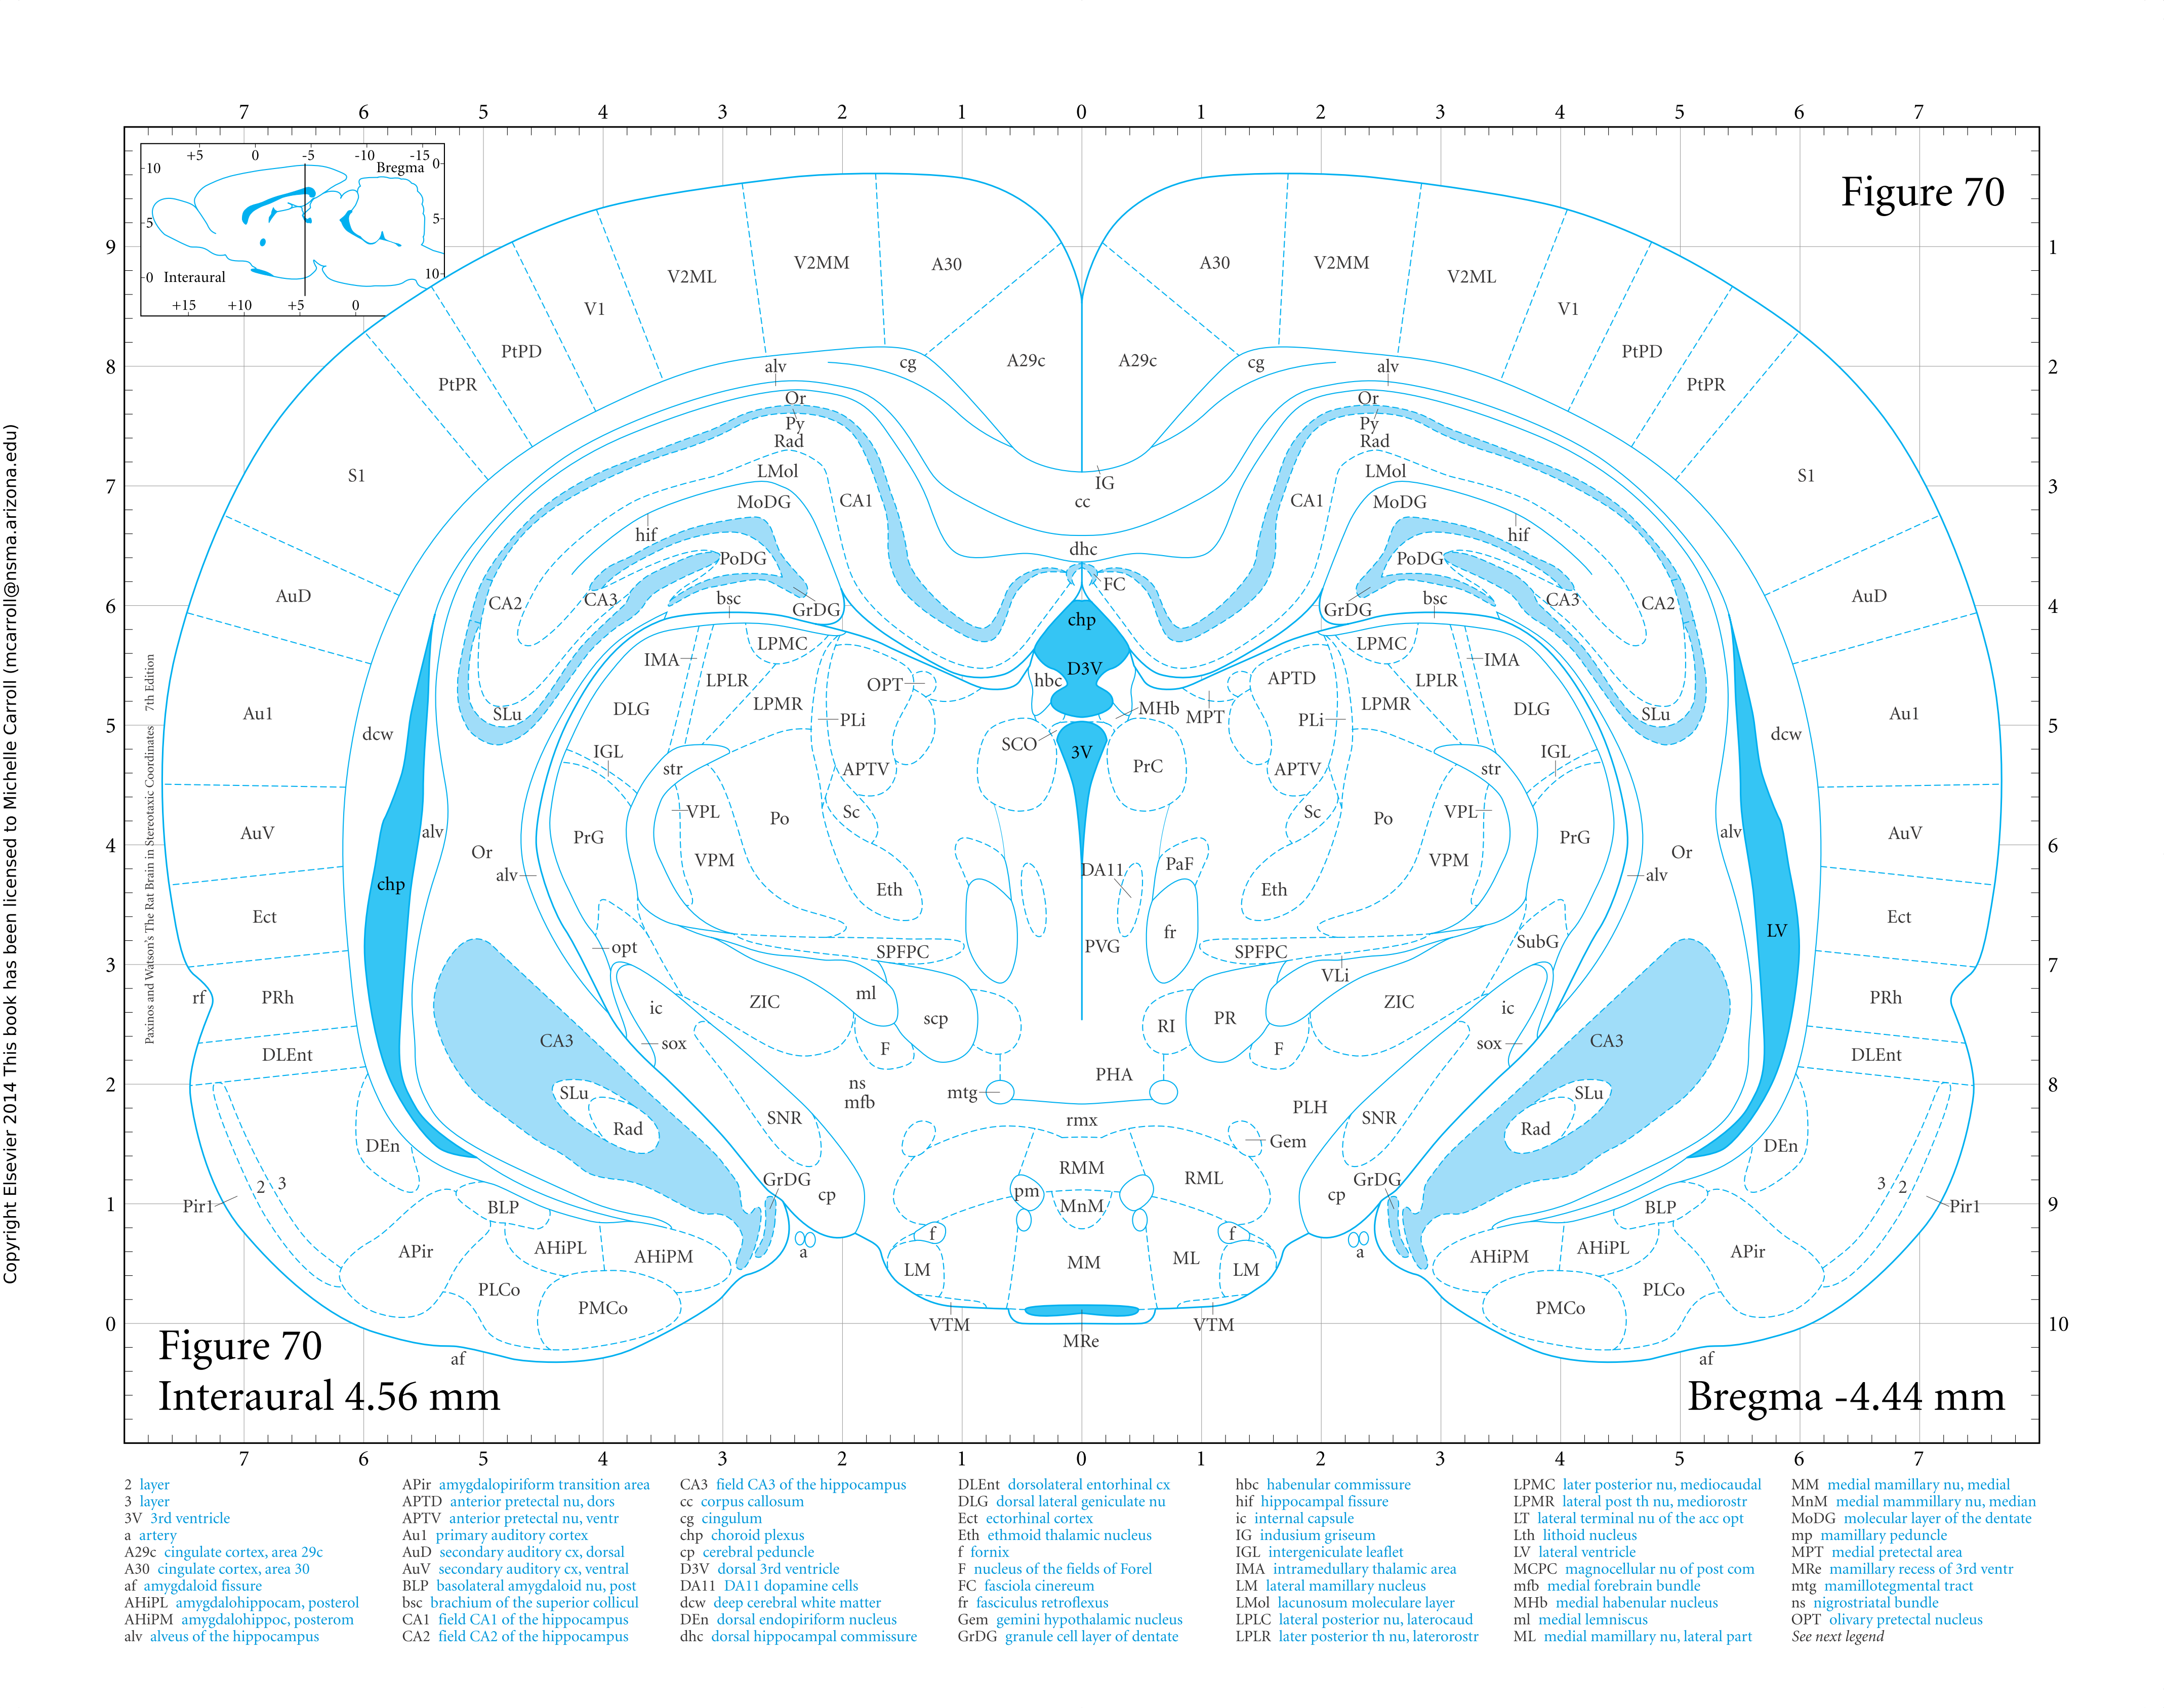 7 6 5 4 3 2 1 0 1 2 3 4 5 6 7
+5 0 -5 -10 -15
Bregma
10 0
5 5
0 Interaural 10
+15 +10 +5 0
Figure 70
9 1
8 2
7 3
6 4
5 5
4 6
3 7
2 8
1 9
0 10
V2ML V2MM A30 A30 V2MM V2ML
V1 V1
PtPD PtPD
PtPR PtPR
alv cg A29c A29c cg alv
Or Or
Py Py
Rad Rad
S1 LMol LMol S1
MoDG CA1 IG CA1 MoDG
cc
hif dhc hif
PoDG PoDG
FC
AuD CA2 CA3 bsc GrDG chp GrDG bsc CA3 CA2 AuD
IMA LPMC LPMC IMA
LPLR OPT hbc D3V APTD LPLR
Au1 SLu DLG LPMR PLi MHb MPT PLi LPMR DLG SLu Au1
dcw SCO 3V dcw
IGL str APTV PrC APTV str IGL
VPL Po Sc Sc Po VPL
AuV alv PrG PrG alv AuV
Or VPM DA11 PaF VPM Or
alv Eth Eth alv
chp
Ect fr LV Ect
opt SPFPC PVG SPFPC SubG
VLi
rf PRh ic ZIC ml scp RI PR ZIC ic PRh
CA3 sox F F sox CA3
DLEnt PHA DLEnt
ns
mfb mtg PLH
SLu SLu
Rad SNR rmx SNR Rad
DEn Gem DEn
2 3 GrDG cp RMM RML cp GrDG 3 2
Pir1 BLP pm MnM BLP Pir1
APir AHiPL AHiPM a f MM ML f a AHiPM AHiPL APir
LM LM
PLCo PMCo PMCo PLCo
VTM VTM
MRe
af af
Figure 70
Interaural 4.56 mm
Bregma -4.44 mm
7 6 5 4 3 2 1 0 1 2 3 4 5 6 7
Copyright Elsevier 2014 This book has been licensed to Michelle Carroll (mcarroll@nsma.arizona.edu)
Paxinos and Watson's The Rat Brain in Stereotaxic Coordinates 7th Edition
2 layer
3 layer
3V 3rd ventricle
a artery
A29c cingulate cortex, area 29c
A30 cingulate cortex, area 30
af amygdaloid fissure
AHiPL amygdalohippocam, posterol
AHiPM amygdalohippoc, posterom
alv alveus of the hippocampus
APir amygdalopiriform transition area
APTD anterior pretectal nu, dors
APTV anterior pretectal nu, ventr
Au1 primary auditory cortex
AuD secondary auditory cx, dorsal
AuV secondary auditory cx, ventral
BLP basolateral amygdaloid nu, post
bsc brachium of the superior collicul
CA1 field CA1 of the hippocampus
CA2 field CA2 of the hippocampus
CA3 field CA3 of the hippocampus
cc corpus callosum
cg cingulum
chp choroid plexus
cp cerebral peduncle
D3V dorsal 3rd ventricle
DA11 DA11 dopamine cells
dcw deep cerebral white matter
DEn dorsal endopiriform nucleus
dhc dorsal hippocampal commissure
DLEnt dorsolateral entorhinal cx
DLG dorsal lateral geniculate nu
Ect ectorhinal cortex
Eth ethmoid thalamic nucleus
f fornix
F nucleus of the fields of Forel
FC fasciola cinereum
fr fasciculus retroflexus
Gem gemini hypothalamic nucleus
GrDG granule cell layer of dentate
hbc habenular commissure
hif hippocampal fissure
ic internal capsule
IG indusium griseum
IGL intergeniculate leaflet
IMA intramedullary thalamic area
LM lateral mamillary nucleus
LMol lacunosum moleculare layer
LPLC lateral posterior nu, laterocaud
LPLR later posterior th nu, laterorostr
LPMC later posterior nu, mediocaudal
LPMR lateral post th nu, mediorostr
LT lateral terminal nu of the acc opt
Lth lithoid nucleus
LV lateral ventricle
MCPC magnocellular nu of post com
mfb medial forebrain bundle
MHb medial habenular nucleus
ml medial lemniscus
ML medial mamillary nu, lateral part
MM medial mamillary nu, medial
MnM medial mammillary nu, median
MoDG molecular layer of the dentate
mp mamillary peduncle
MPT medial pretectal area
MRe mamillary recess of 3rd ventr
mtg mamillotegmental tract
ns nigrostriatal bundle
OPT olivary pretectal nucleus
See next legend